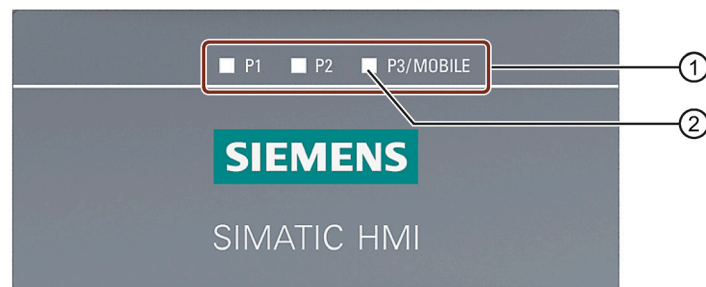 P1 P2 P3/MOBILE
①
②
SIEMENS
SIMATIC HMI